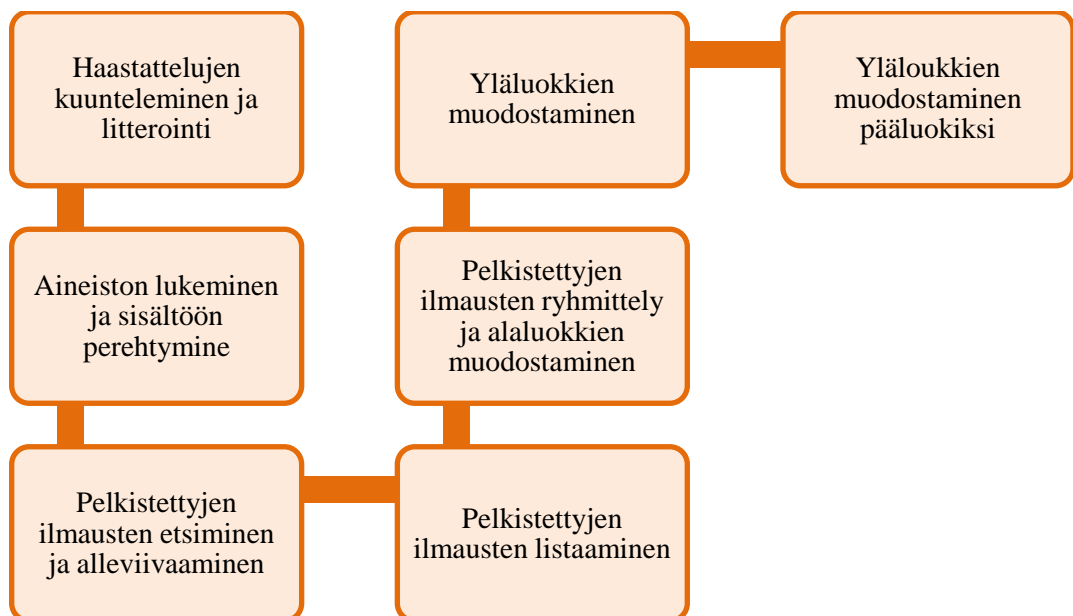 Haastattelujen
kuunteleminen ja
litterointi
Aineiston lukeminen
ja sisältöön
perehtymine
Pelkistettyjen
ilmausten etsiminen
ja alleviivaaminen
Pelkistettyjen
ilmausten listaaminen
Pelkistettyjen
ilmausten ryhmittely
ja alaluokkien
muodostaminen
Yläluokkien
muodostaminen
Yläloukkien
muodostaminen
pääluokiksi